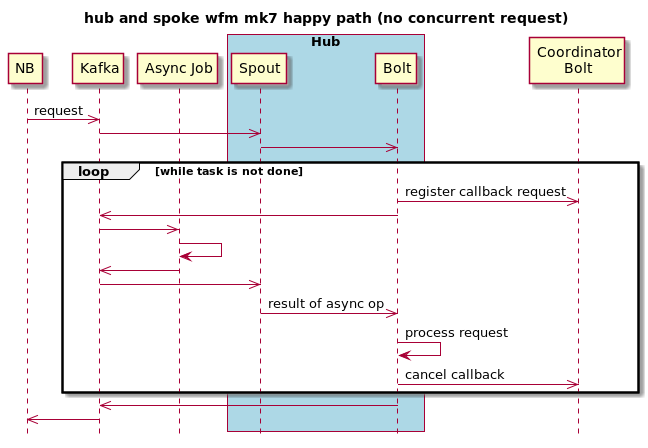 hub and spoke wfm mk7 happy path (no concurrent request)
Hub
NB
Kafka
Async Job
Spout
Bolt
Coordinator
Bolt
request
loop
[while task is not done]
register callback request
result of async op
process request
cancel callback